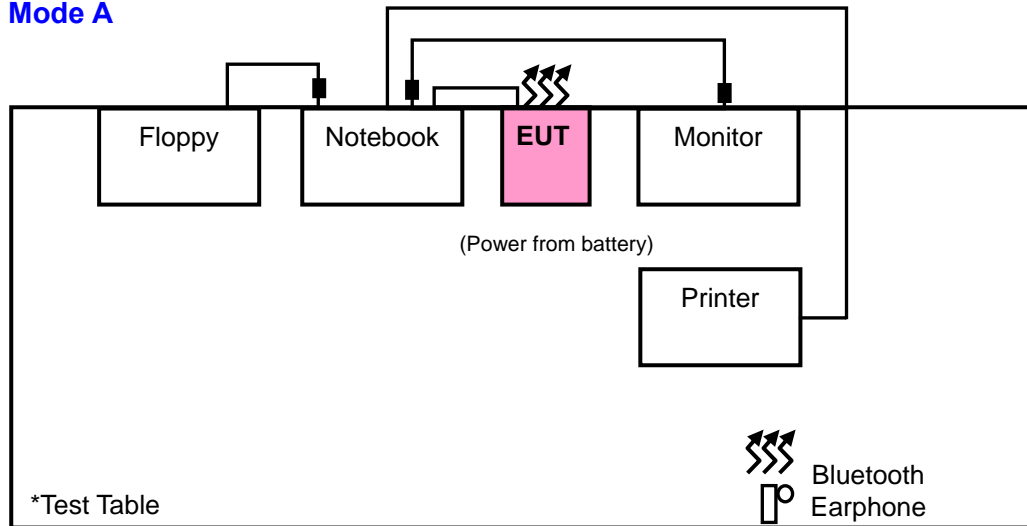 Mode A
Floppy
Notebook
EUT
Monitor
(Power from battery)
Printer
Bluetooth
Earphone
*Test Table